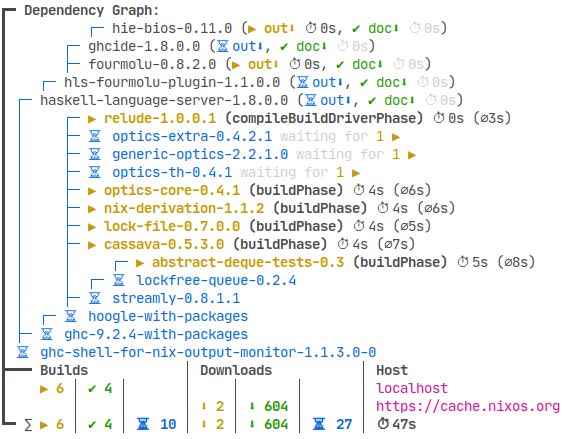 Dependency Graph:
hie-bios-0.11.0 (▶ out⬇ ⏱0s, ✔ doc⬇ ⏱0s)
ghcide-1.8.0.0 (⏳out⬇, ✔ doc⬇ ⏱0s)
fourmolu-0.8.2.0 (▶ out⬇ ⏱0s, ✔ doc⬇ ⏱0s)
hls-fourmolu-plugin-1.1.0.0 (⏳out⬇, ✔ doc⬇ ⏱0s)
haskell-language-server-1.8.0.0 (⏳out⬇, ✔ doc⬇ ⏱0s)
▶ relude-1.0.0.1 (compileBuildDriverPhase) ⏱0s (∅3s)
⏳ optics-extra-0.4.2.1 waiting for 1 ▶
⏳ generic-optics-2.2.1.0 waiting for 1 ▶
⏳ optics-th-0.4.1 waiting for 1 ▶
▶ optics-core-0.4.1 (buildPhase) ⏱4s (∅6s)
▶ nix-derivation-1.1.2 (buildPhase) ⏱4s (∅6s)
▶ lock-file-0.7.0.0 (buildPhase) ⏱4s (∅5s)
▶ cassava-0.5.3.0 (buildPhase) ⏱4s (∅7s)
▶ abstract-deque-tests-0.3 (buildPhase) ⏱5s (∅8s)
⏳ lockfree-queue-0.2.4
⏳ streamly-0.8.1.1
⏳ hoogle-with-packages
⏳ ghc-9.2.4-with-packages
⏳ ghc-shell-for-nix-output-monitor-1.1.3.0-0
Builds │ Downloads │ Host
▶ 6 │ ✔ 4 │ │ │ │ │ localhost
│ │ │ ⬇ 2 │ ⬇ 604 │ │ https://cache.nixos.org
∑ ▶ 6 │ ✔ 4 │ ⏳ 10 │ ⬇ 2 │ ⬇ 604 │ ⏳ 27 │ ⏱47s